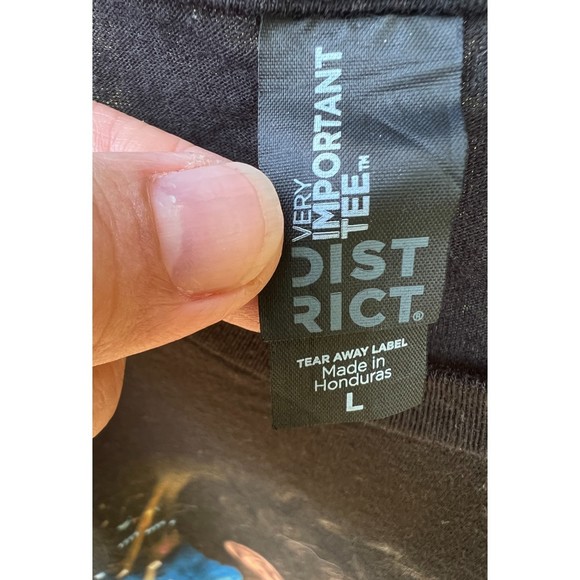 VERY
IMPORTANT
TEE™
DIST
RICT®
TEAR AWAY LABEL
Made in
Honduras
L